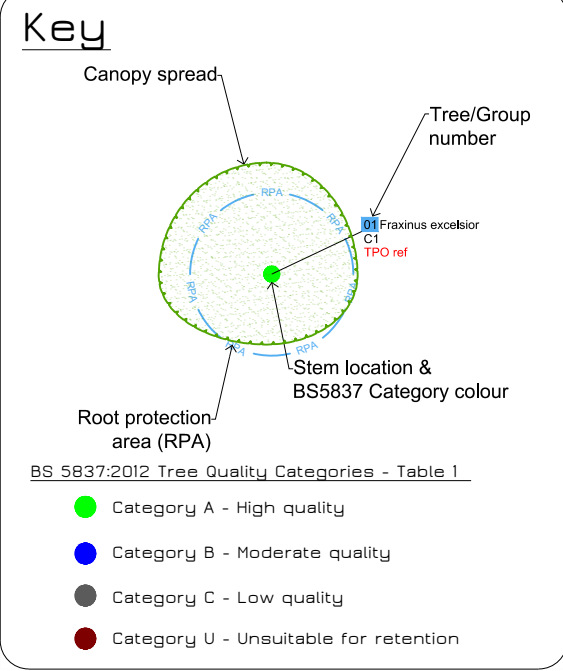 Key
Canopy spread
Tree/Group
number
RPA
RPA
RPA
01 Fraxinus excelsior
C1
TPO ref
RPA
RPA
RPA
RPA
Stem location &
BS5837 Category colour
Root protection
area (RPA)
BS 5837:2012 Tree Quality Categories - Table 1
Category A - High quality
Category B - Moderate quality
Category C - Low quality
Category U - Unsuitable for retention